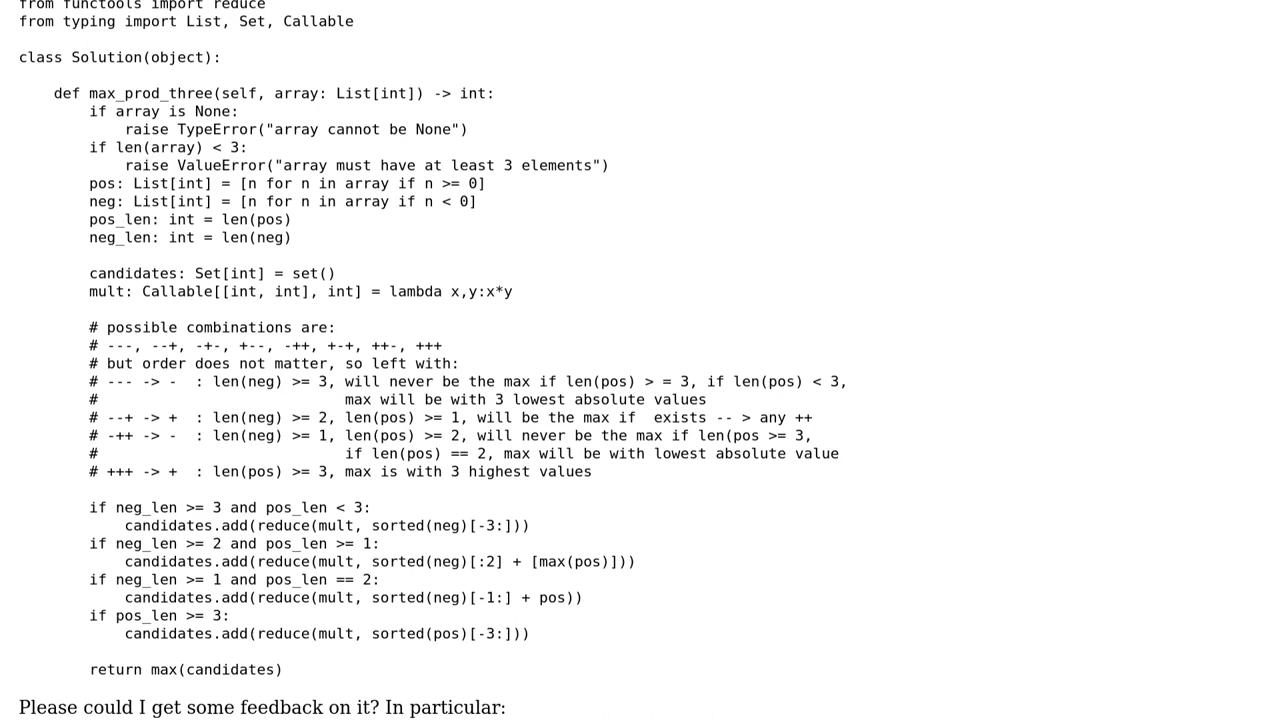 from functools import reduce
from typing import List, Set, Callable
class Solution(object):
def max_prod_three(self, array: List[int]) -> int:
if array is None:
raise TypeError("array cannot be None")
if len(array) < 3:
raise ValueError("array must have at least 3 elements")
pos: List[int] = [n for n in array if n >= 0]
neg: List[int] = [n for n in array if n < 0]
pos_len: int = len(pos)
neg_len: int = len(neg)
candidates: Set[int] = set()
mult: Callable[[int, int], int] = lambda x,y:x*y
# possible combinations are:
# ---, --+, -+-, +--, -++, +-+, ++-, +++
# but order does not matter, so left with:
# --- -> -  : len(neg) >= 3, will never be the max if len(pos) > = 3, if len(pos) < 3,
#                            max will be with 3 lowest absolute values
# --+ -> +  : len(neg) >= 2, len(pos) >= 1, will be the max if  exists -- > any ++
# -++ -> -  : len(neg) >= 1, len(pos) >= 2, will never be the max if len(pos >= 3,
#                            if len(pos) == 2, max will be with lowest absolute value
# +++ -> +  : len(pos) >= 3, max is with 3 highest values
if neg_len >= 3 and pos_len < 3:
candidates.add(reduce(mult, sorted(neg)[-3:]))
if neg_len >= 2 and pos_len >= 1:
candidates.add(reduce(mult, sorted(neg)[:2] + [max(pos)]))
if neg_len >= 1 and pos_len == 2:
candidates.add(reduce(mult, sorted(neg)[-1:] + pos))
if pos_len >= 3:
candidates.add(reduce(mult, sorted(pos)[-3:]))
return max(candidates)
Please could I get some feedback on it? In particular: